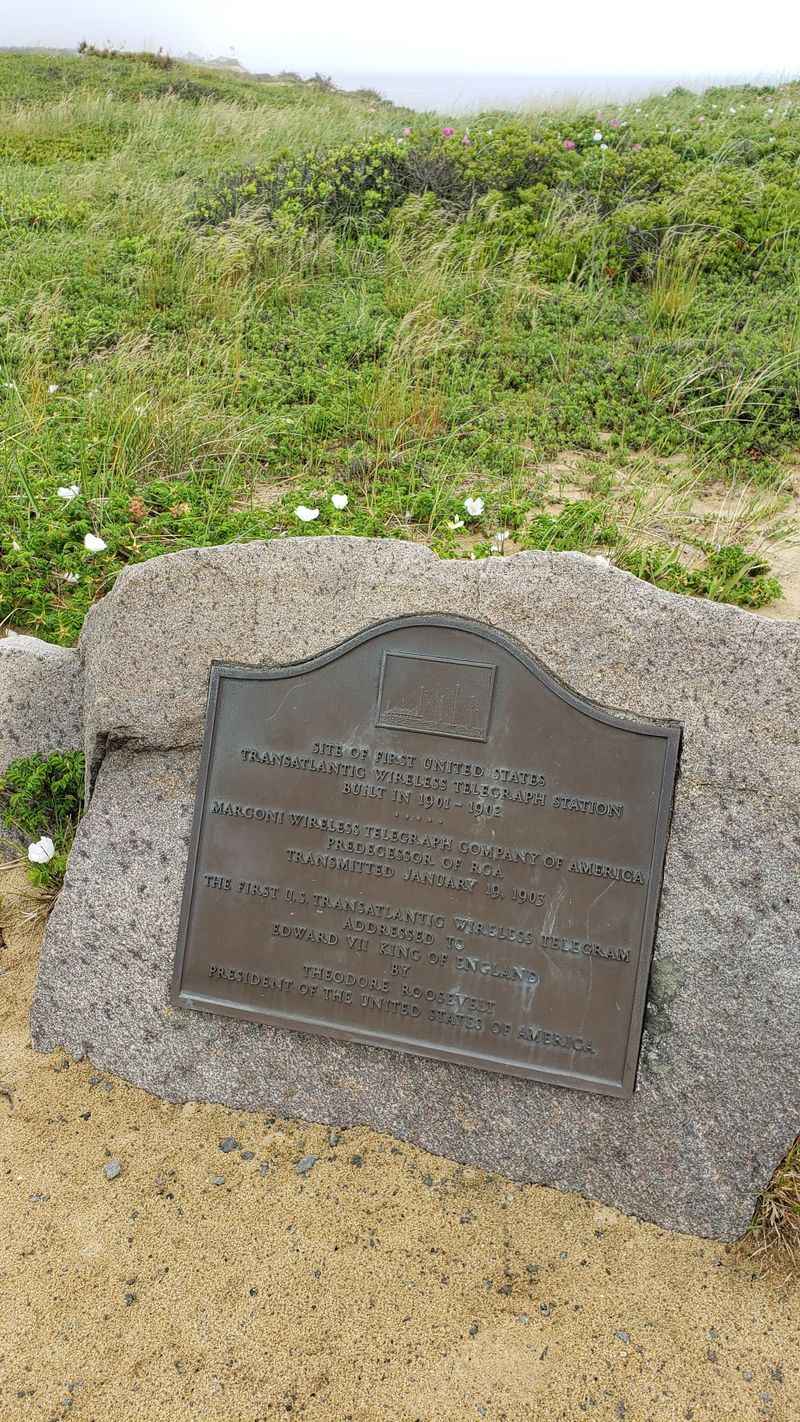 SITE OF FIRST UNITED STATES
TRANSATLANTIC WIRELESS TELEGRAPH STATION
BUILT IN 1901 - 1902
.....
MARCONI WIRELESS TELEGRAPH COMPANY OF AMERICA
PREDECESSOR OF RCA
TRANSMITTED JANUARY 19, 1903
THE FIRST U.S. TRANSATLANTIC WIRELESS TELEGRAM
ADDRESSED TO
EDWARD VII KING OF ENGLAND
BY
THEODORE ROOSEVELT
PRESIDENT OF THE UNITED STATES OF AMERICA